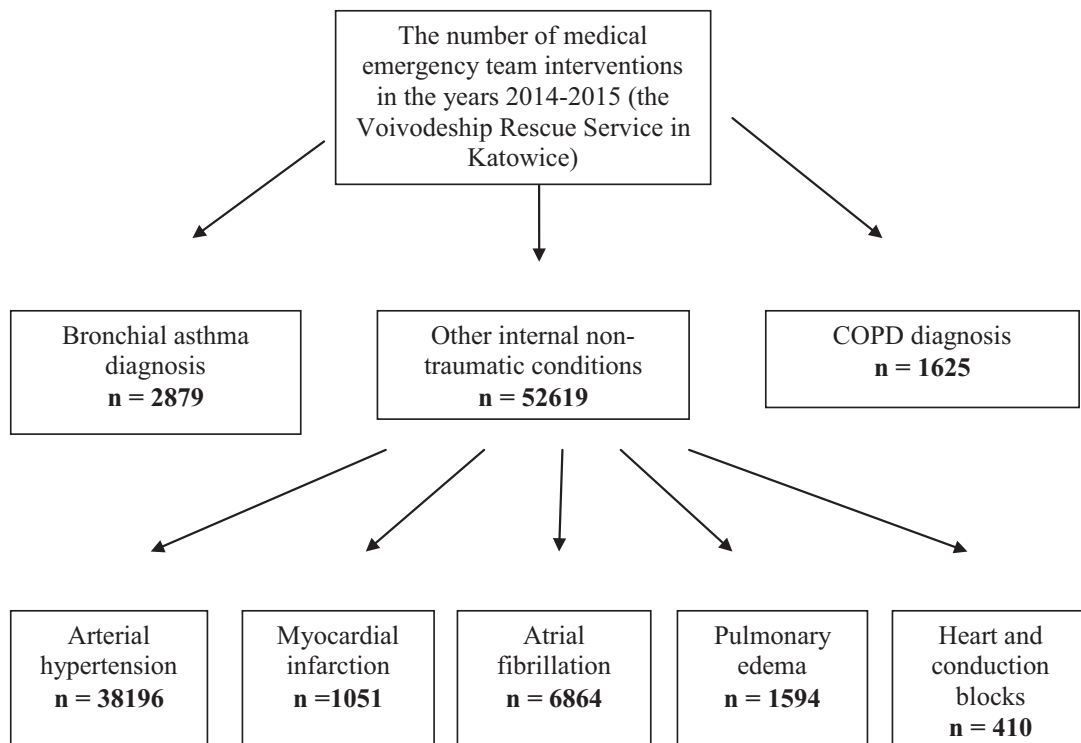 The number of medical
emergency team interventions
in the years 2014-2015 (the
Voivodeship Rescue Service in
Katowice)
Bronchial asthma
diagnosis
n = 2879
Other internal non-
traumatic conditions
n = 52619
COPD diagnosis
n = 1625
Arterial
hypertension
n = 38196
Myocardial
infarction
n =1051
Atrial
fibrillation
n = 6864
Pulmonary
edema
n = 1594
Heart and
conduction
blocks
n = 410